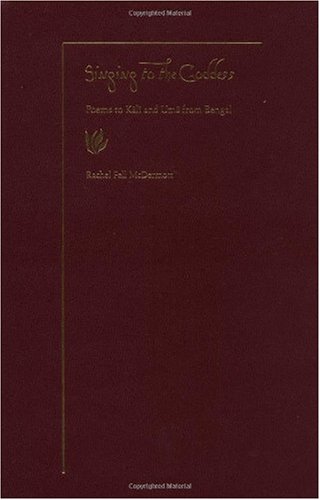 Singing to the Goddess
Poems to Kālī and Umā from Bengal
Rachel Fell McDermott